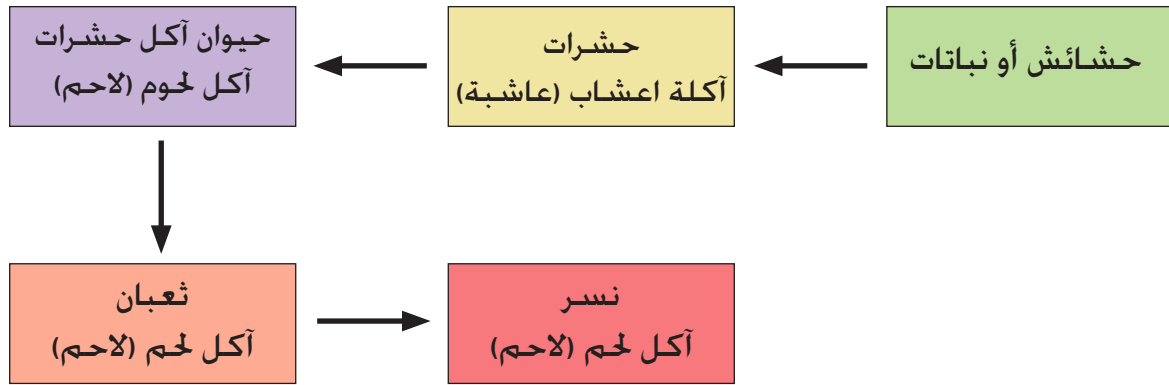 حشائش أو نباتات
حشرات
آكلة اعشاب (عاشبة)
حيوان آكل حشرات
آكل لحوم (لاحم)
ثعبان
آكل لحم (لاحم)
نسر
آكل لحم (لاحم)